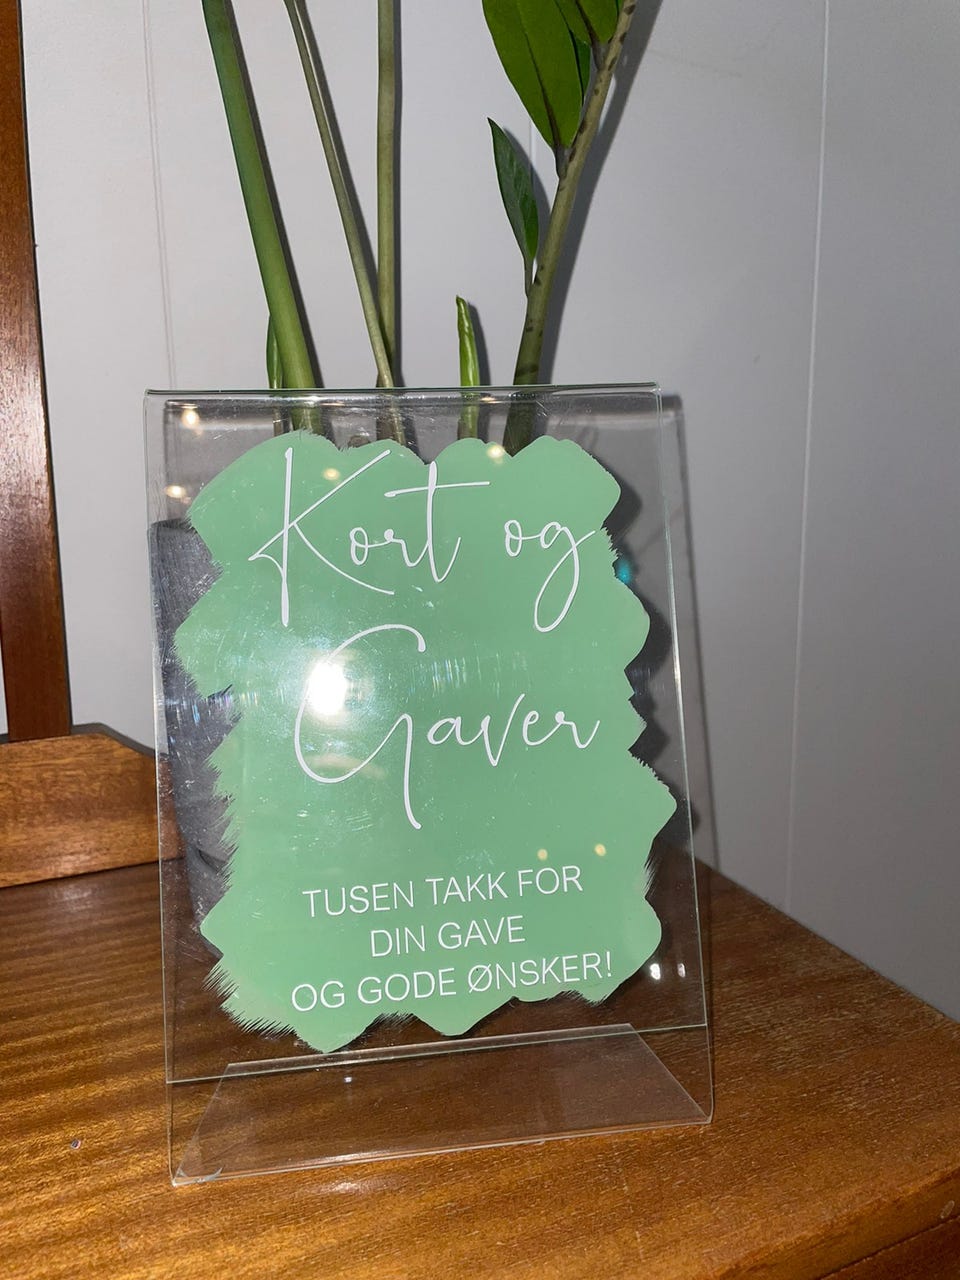 Kort og
Gaver
TUSEN TAKK FOR
DIN GAVE
OG GODE ØNSKER!